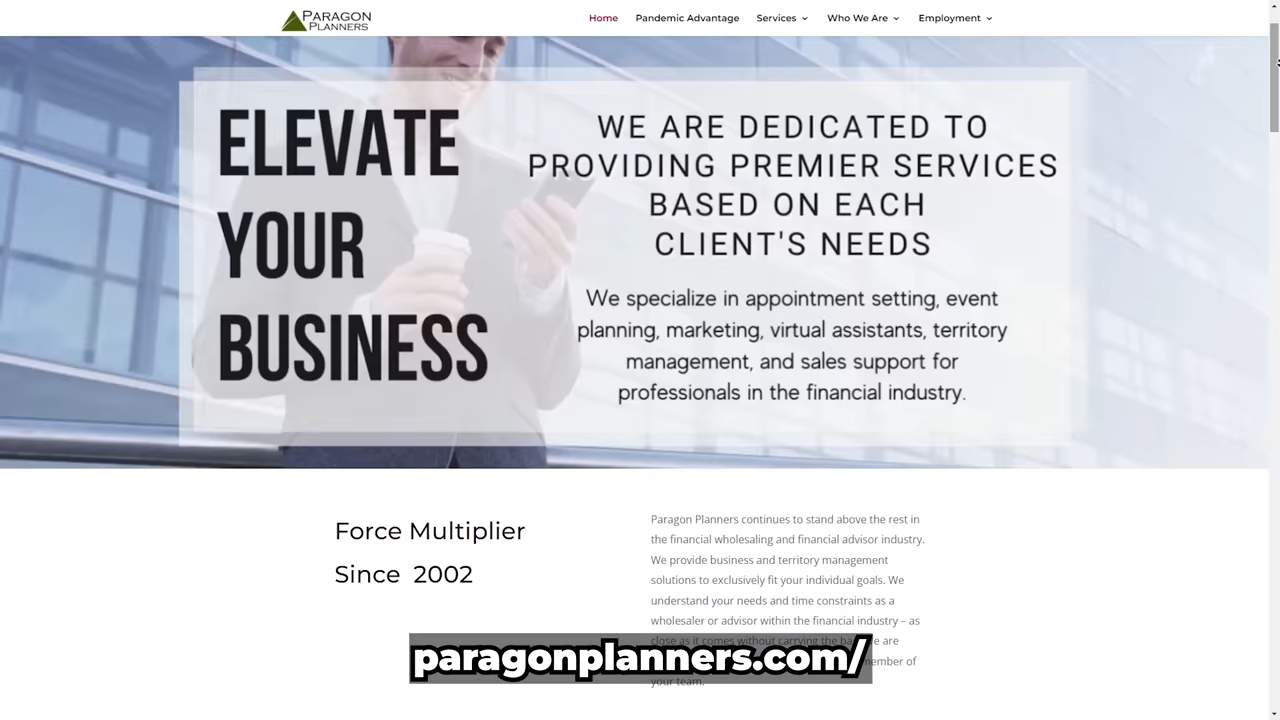 PARAGON
PLANNERS
Home
Pandemic Advantage
Services
Who We Are
Employment
ELEVATE
YOUR
BUSINESS
WE ARE DEDICATED TO
PROVIDING PREMIER SERVICES
BASED ON EACH
CLIENT'S NEEDS
We specialize in appointment setting, event
planning, marketing, virtual assistants, territory
management, and sales support for
professionals in the financial industry.
Force Multiplier
Since 2002
Paragon Planners continues to stand above the rest in
the financial wholesaling and financial advisor industry.
We provide business and territory management
solutions to exclusively fit your individual goals. We
understand your needs and time constraints as a
wholesaler or advisor within the financial industry – as
close as it comes without carrying the are
your team.
paragonplanners.com/